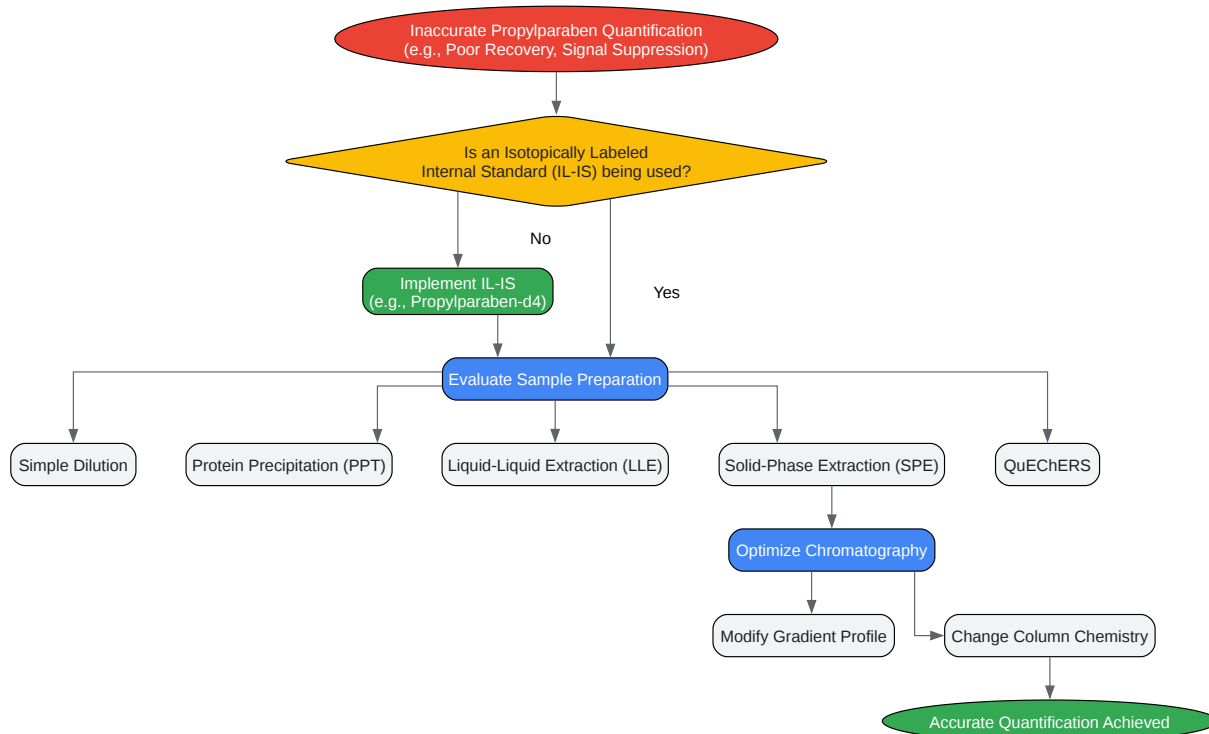 Inaccurate Propylparaben Quantification
(e.g., Poor Recovery, Signal Suppression)
Is an Isotopically Labeled
Internal Standard (IL-IS) being used?
No
Implement IL-IS
(e.g., Propylparaben-d4)
Yes
Evaluate Sample Preparation
Simple Dilution
Protein Precipitation (PPT)
Liquid-Liquid Extraction (LLE)
Solid-Phase Extraction (SPE)
QuEChERS
Optimize Chromatography
Modify Gradient Profile
Change Column Chemistry
Accurate Quantification Achieved